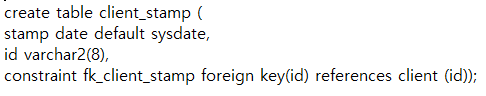 create table client_stamp (
stamp date default sysdate,
id varchar2(8),
constraint fk_client_stamp foreign key(id) references client (id));